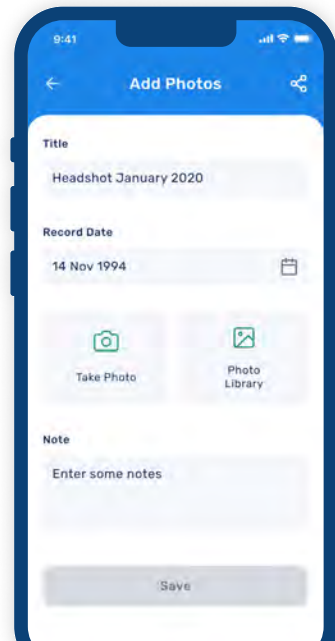 9:41
Add Photos
Title
Headshot January 2020
Record Date
14 Nov 1994
Take Photo
Photo
Library
Note
Enter some notes
Save